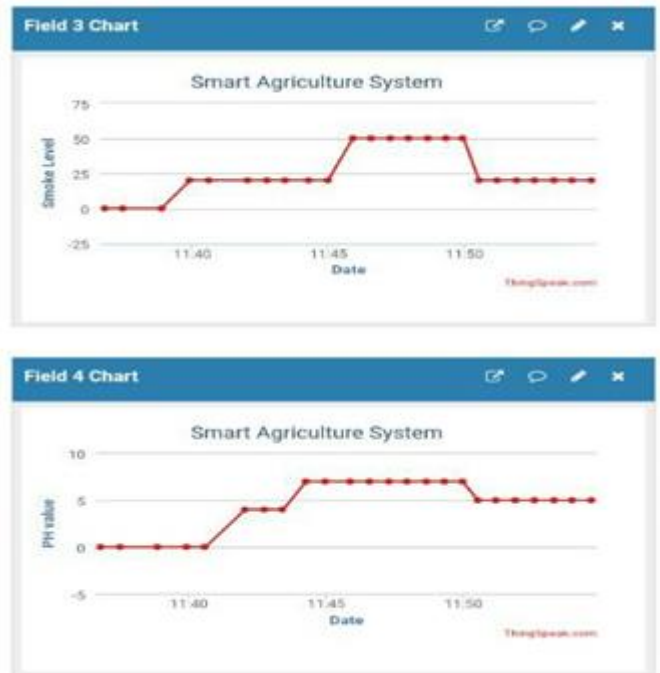 Field 3 Chart
Smart Agriculture System
75
50
25
0
-25
Smoke Level
11:40 11:45 11:50
Date
ThingSpeak.com
Field 4 Chart
Smart Agriculture System
10
5
0
-5
PH value
11:40 11:45 11:50
Date
ThingSpeak.com